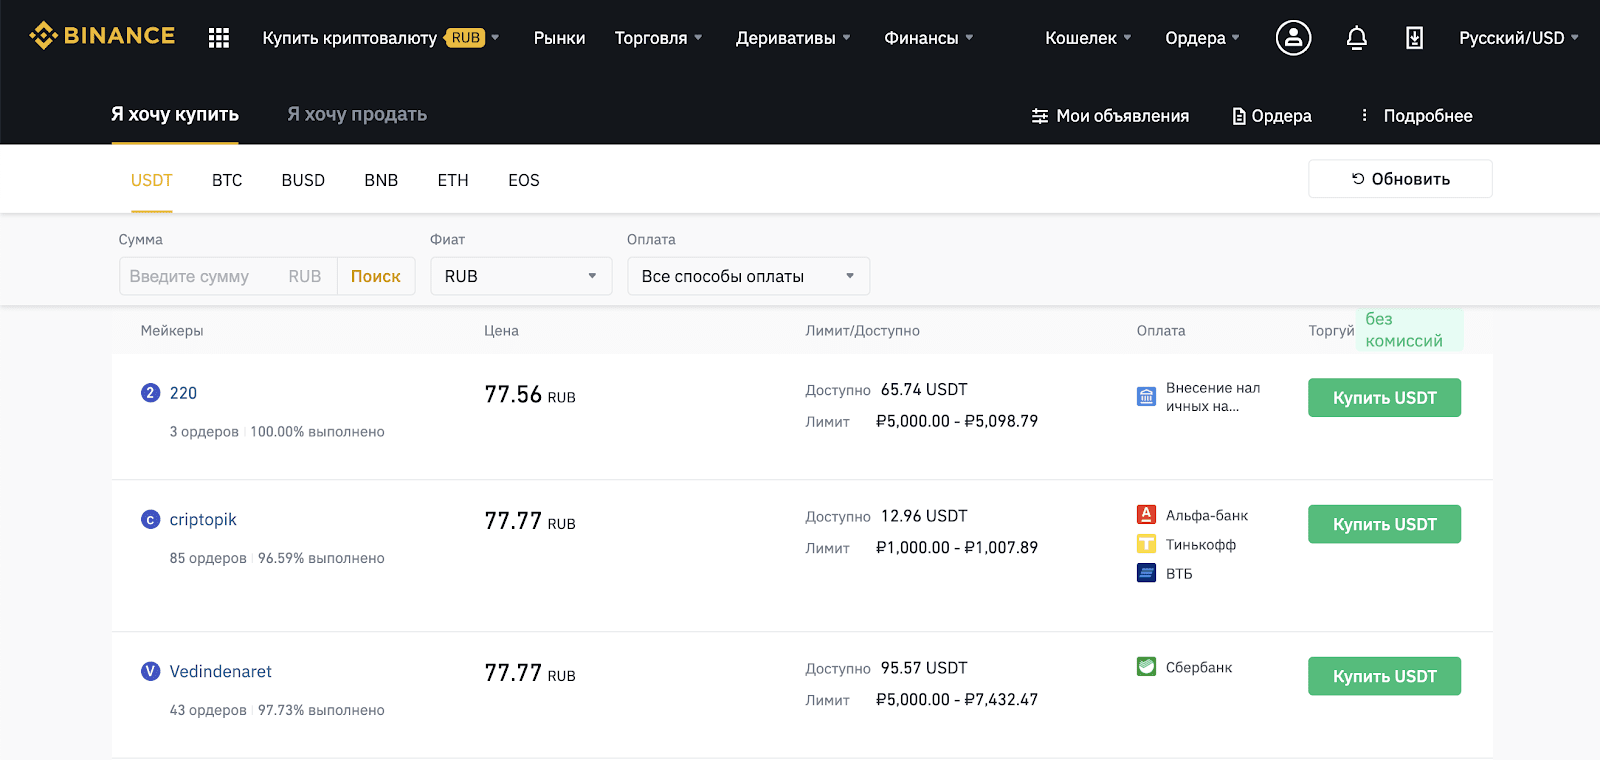 BINANCE
Купить криптовалюту RUB
Рынки
Торговля
Деривативы
Финансы
Кошелек
Ордера
Русский/USD
Я хочу купить
Я хочу продать
Мои объявления
Ордера
Подробнее
USDT
BTC
BUSD
BNB
ETH
EOS
Обновить
Сумма
Фиат
Оплата
Введите сумму
RUB
Поиск
RUB
Все способы оплаты
Мейкеры
Цена
Лимит/Доступно
Оплата
Торгуй
без
комиссий
2 220
77.56 RUB
Доступно 65.74 USDT
Внесение нал
ичных на...
Купить USDT
Лимит ₽5,000.00 - ₽5,098.79
3 ордеров | 100.00% выполнено
C criptopik
77.77 RUB
Доступно 12.96 USDT
Альфа-банк
Купить USDT
Лимит ₽1,000.00 - ₽1,007.89
Тинькофф
85 ордеров | 96.59% выполнено
ВТБ
V Vedindenaret
77.77 RUB
Доступно 95.57 USDT
Сбербанк
Купить USDT
Лимит ₽5,000.00 - ₽7,432.47
43 ордеров | 97.73% выполнено